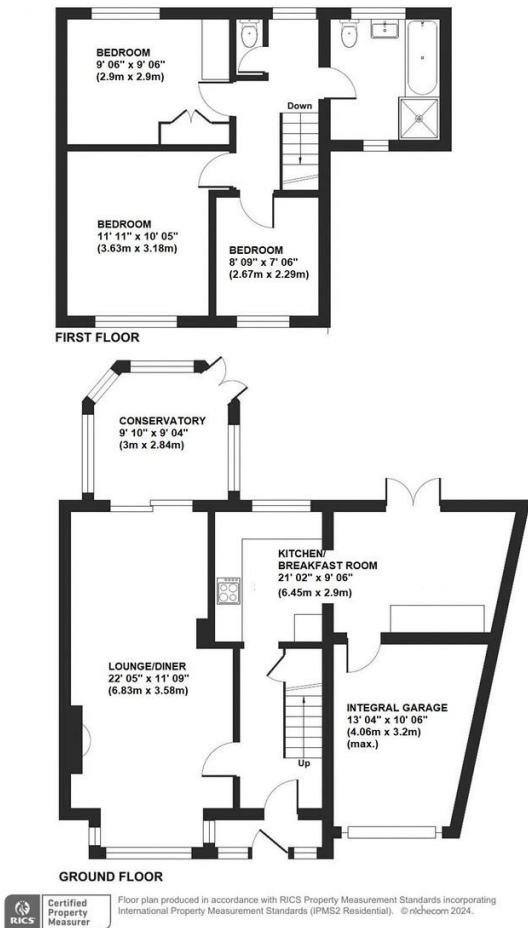 BEDROOM
9' 06" x 9' 06"
(2.9m x 2.9m)
Down
BEDROOM
11' 11" x 10' 05"
(3.63m x 3.18m)
BEDROOM
8' 09" x 7' 06"
(2.67m x 2.29m)
FIRST FLOOR
CONSERVATORY
9' 10" x 9' 04"
(3m x 2.84m)
KITCHEN/
BREAKFAST ROOM
21' 02" x 9' 06"
(6.45m x 2.9m)
LOUNGE/DINER
22' 05" x 11' 09"
(6.83m x 3.58m)
INTEGRAL GARAGE
13' 04" x 10' 06"
(4.06m x 3.2m)
(max.)
Up
GROUND FLOOR
RICS
Certified
Property
Measurer
Floor plan produced in accordance with RICS Property Measurement Standards incorporating
International Property Measurement Standards (IPMS2 Residential). © 2024.